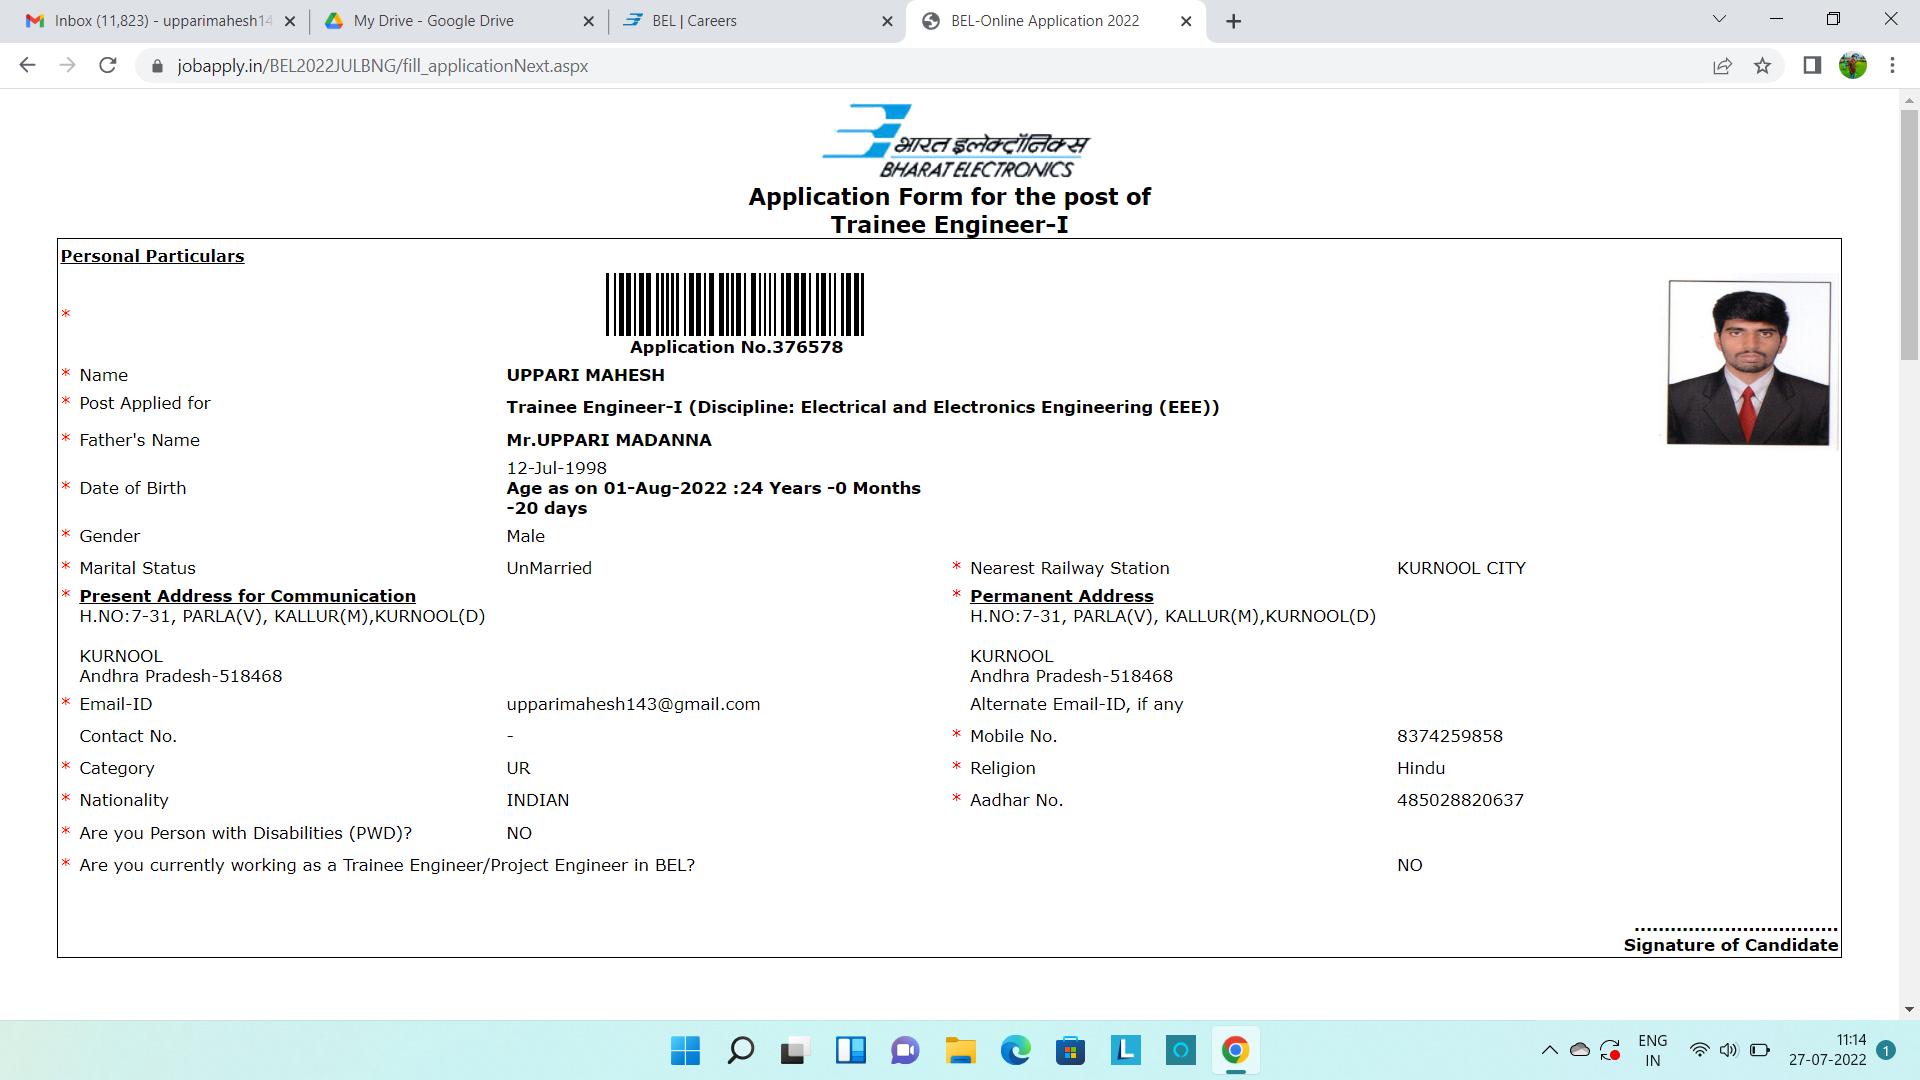 Inbox (11,823) - upparimahesh14
My Drive - Google Drive
BEL | Careers
BEL-Online Application 2022
jobapply.in/BEL2022JULBNG/fill_applicationNext.aspx
भारत इलेक्ट्रॉनिक्स
BHARAT ELECTRONICS
Application Form for the post of
Trainee Engineer-I
Personal Particulars
*
Application No.376578
* Name UPPARI MAHESH
* Post Applied for Trainee Engineer-I (Discipline: Electrical and Electronics Engineering (EEE))
* Father's Name Mr.UPPARI MADANNA
12-Jul-1998
* Date of Birth Age as on 01-Aug-2022 :24 Years -0 Months
-20 days
* Gender Male
* Marital Status UnMarried * Nearest Railway Station KURNOOL CITY
* Present Address for Communication * Permanent Address
H.NO:7-31, PARLA(V), KALLUR(M),KURNOOL(D) H.NO:7-31, PARLA(V), KALLUR(M),KURNOOL(D)
KURNOOL KURNOOL
Andhra Pradesh-518468 Andhra Pradesh-518468
* Email-ID upparimahesh143@gmail.com Alternate Email-ID, if any
Contact No. - * Mobile No. 8374259858
* Category UR * Religion Hindu
* Nationality INDIAN * Aadhar No. 485028820637
* Are you Person with Disabilities (PWD)? NO
* Are you currently working as a Trainee Engineer/Project Engineer in BEL? NO
..................................
Signature of Candidate
L
ENG
IN
11:14
27-07-2022
1